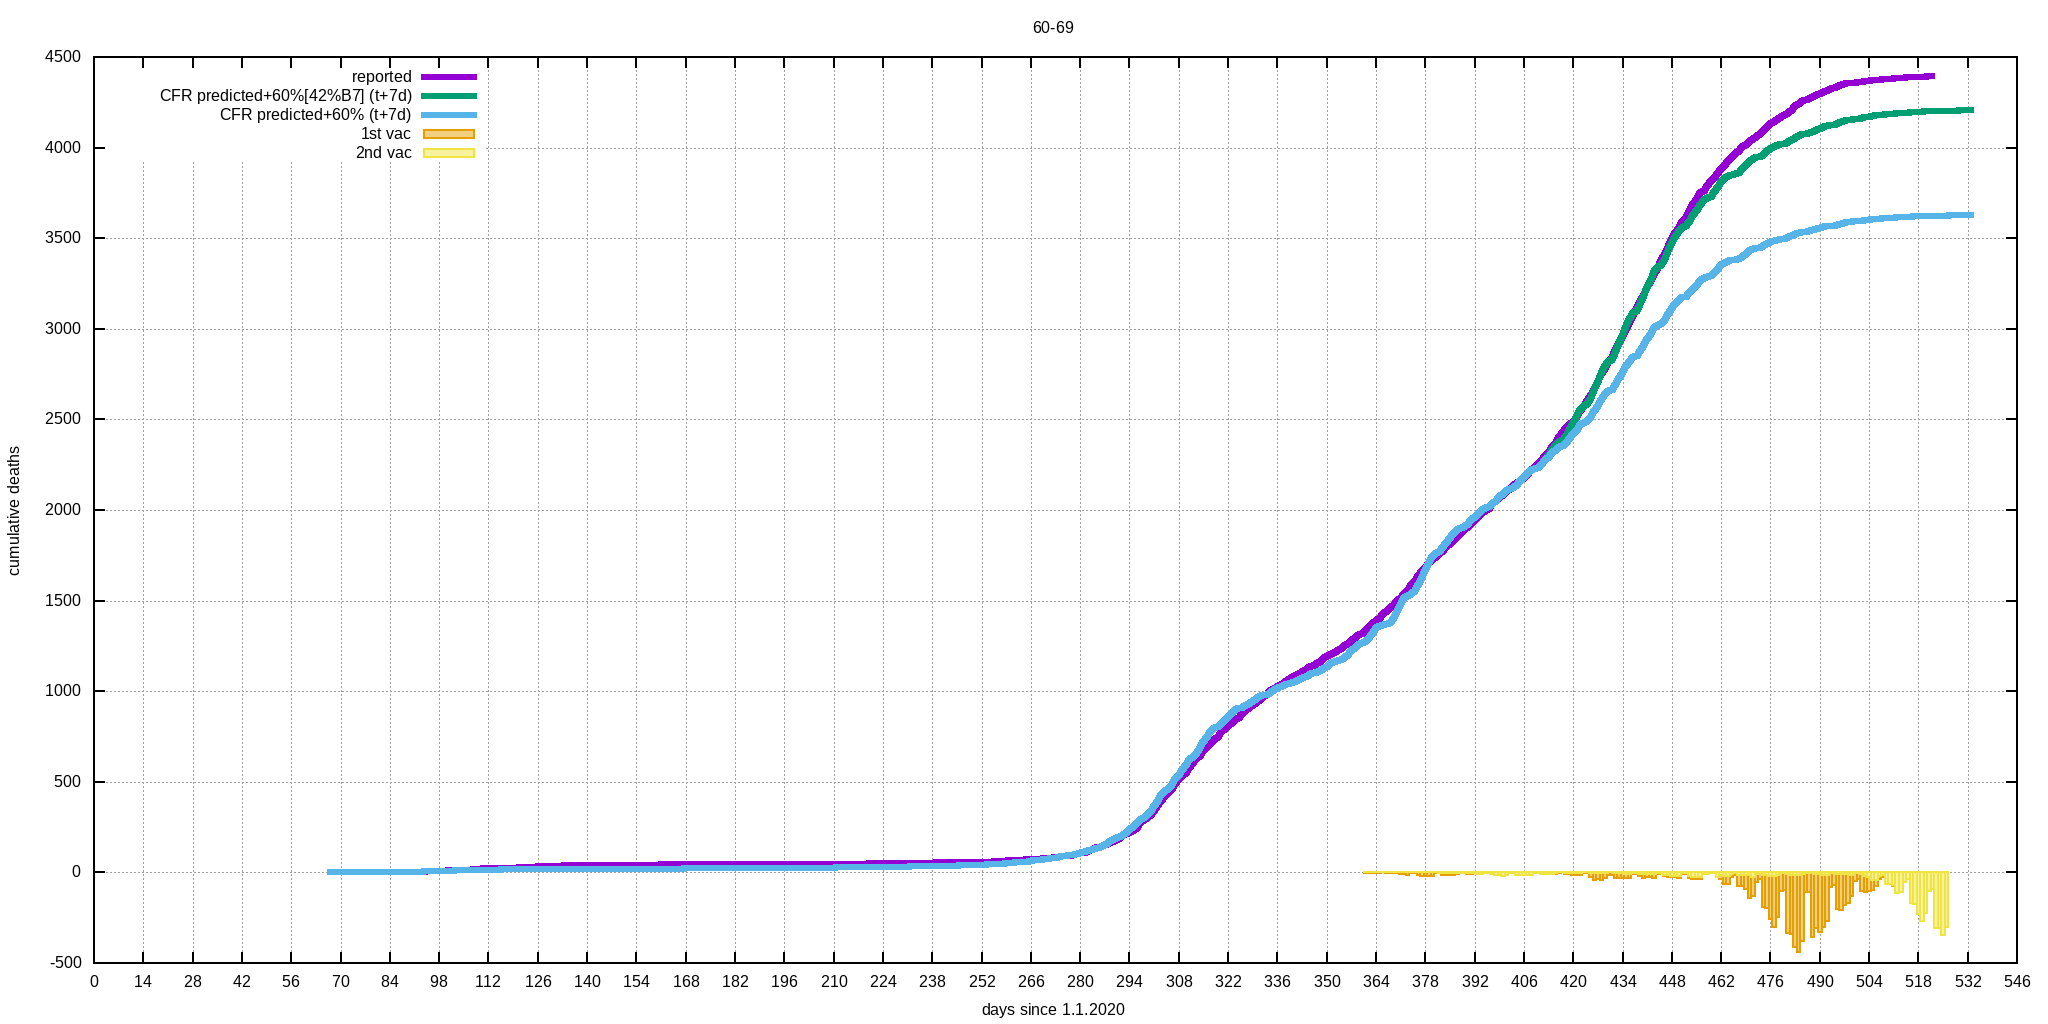 60-69
4500
4000
3500
3000
2500
2000
1500
1000
500
0
-500
cumulative deaths
reported
CFR predicted+60%[42%B7] (t+7d)
CFR predicted+60% (t+7d)
1st vac
2nd vac
0 14 28 42 56 70 84 98 112 126 140 154 168 182 196 210 224 238 252 266 280 294 308 322 336 350 364 378 392 406 420 434 448 462 476 490 504 518 532 546
days since 1.1.2020